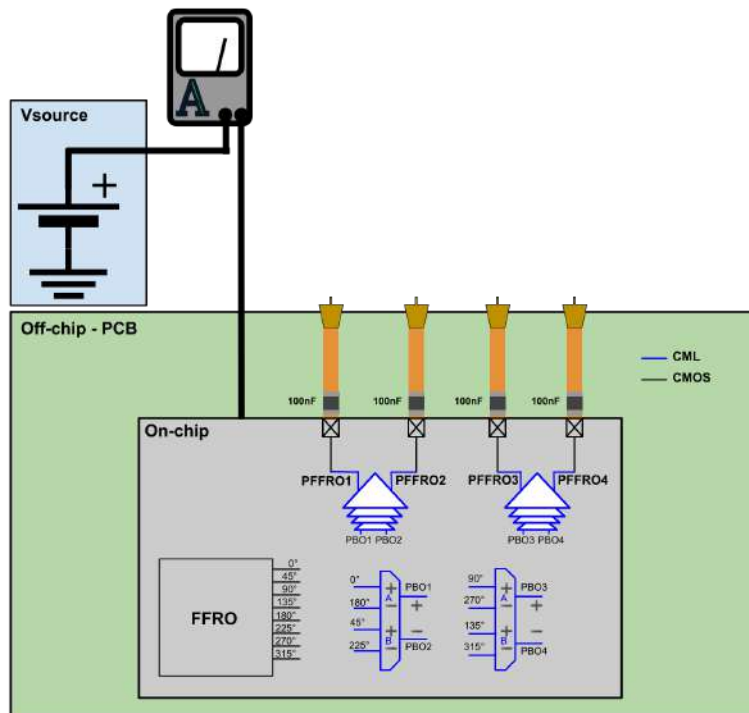 Vsource
A
+
Off-chip - PCB
CML
CMOS
100nF 100nF 100nF 100nF
On-chip
PFFRO1 PFFRO2 PFFRO3 PFFRO4
PBO1 PBO2 PBO3 PBO4
FFRO
0°
45°
90°
135°
180°
225°
270°
315°
0° + A PBO1
180° − +
45° + −
225° − B PBO2
90° + A PBO3
270° − +
135° + −
315° − B PBO4